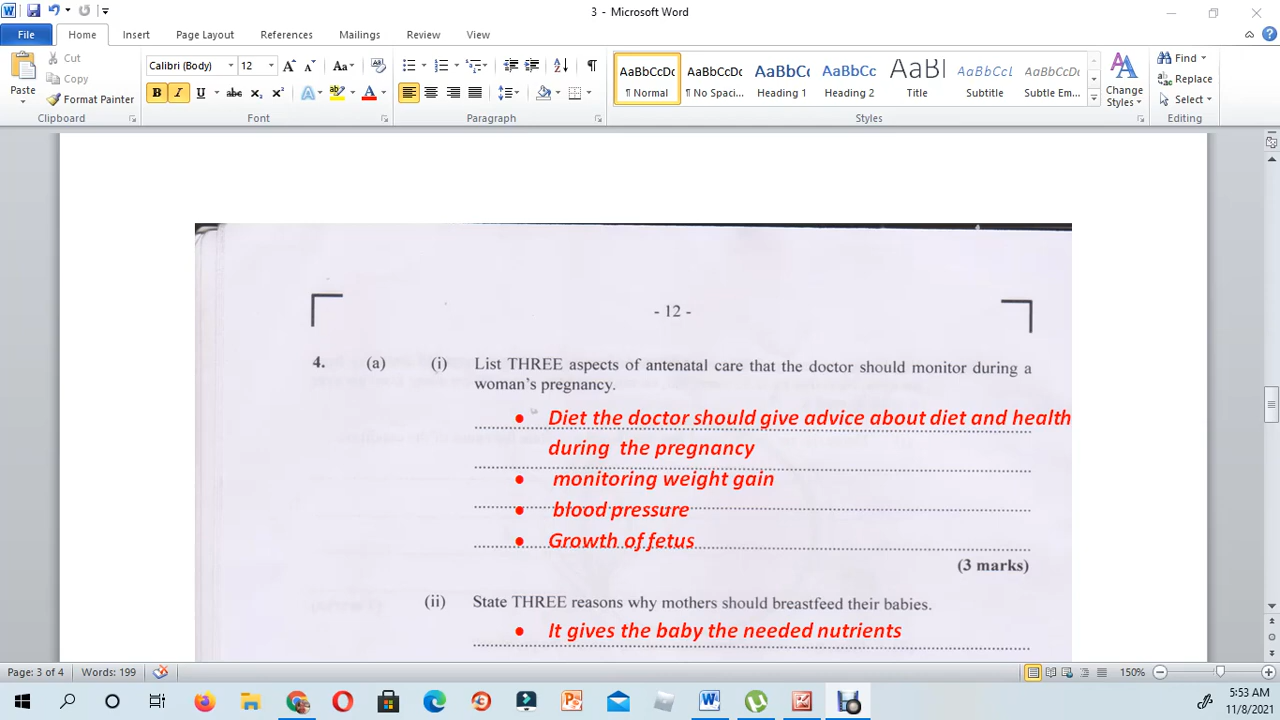 3 - Microsoft Word
File Home Insert Page Layout References Mailings Review View
Paste
Cut
Copy
Format Painter
Clipboard
Calibri (Body) 12
Font
Paragraph
AaBbCcDc AaBbCcDc AaBbCc AaBbCc AaBl AaBbCcL AaBbCcDc
¶ Normal ¶ No Spaci... Heading 1 Heading 2 Title Subtitle Subtle Em...
Styles
Change Styles
Find
Replace
Select
Editing
- 12 -
4. (a) (i) List THREE aspects of antenatal care that the doctor should monitor during a
woman's pregnancy.
• Diet the doctor should give advice about diet and health
during the pregnancy
• monitoring weight gain
• blood pressure
• Growth of fetus
(3 marks)
(ii) State THREE reasons why mothers should breastfeed their babies.
• It gives the baby the needed nutrients
Page: 3 of 4 Words: 199 150%
5:53 AM
11/8/2021